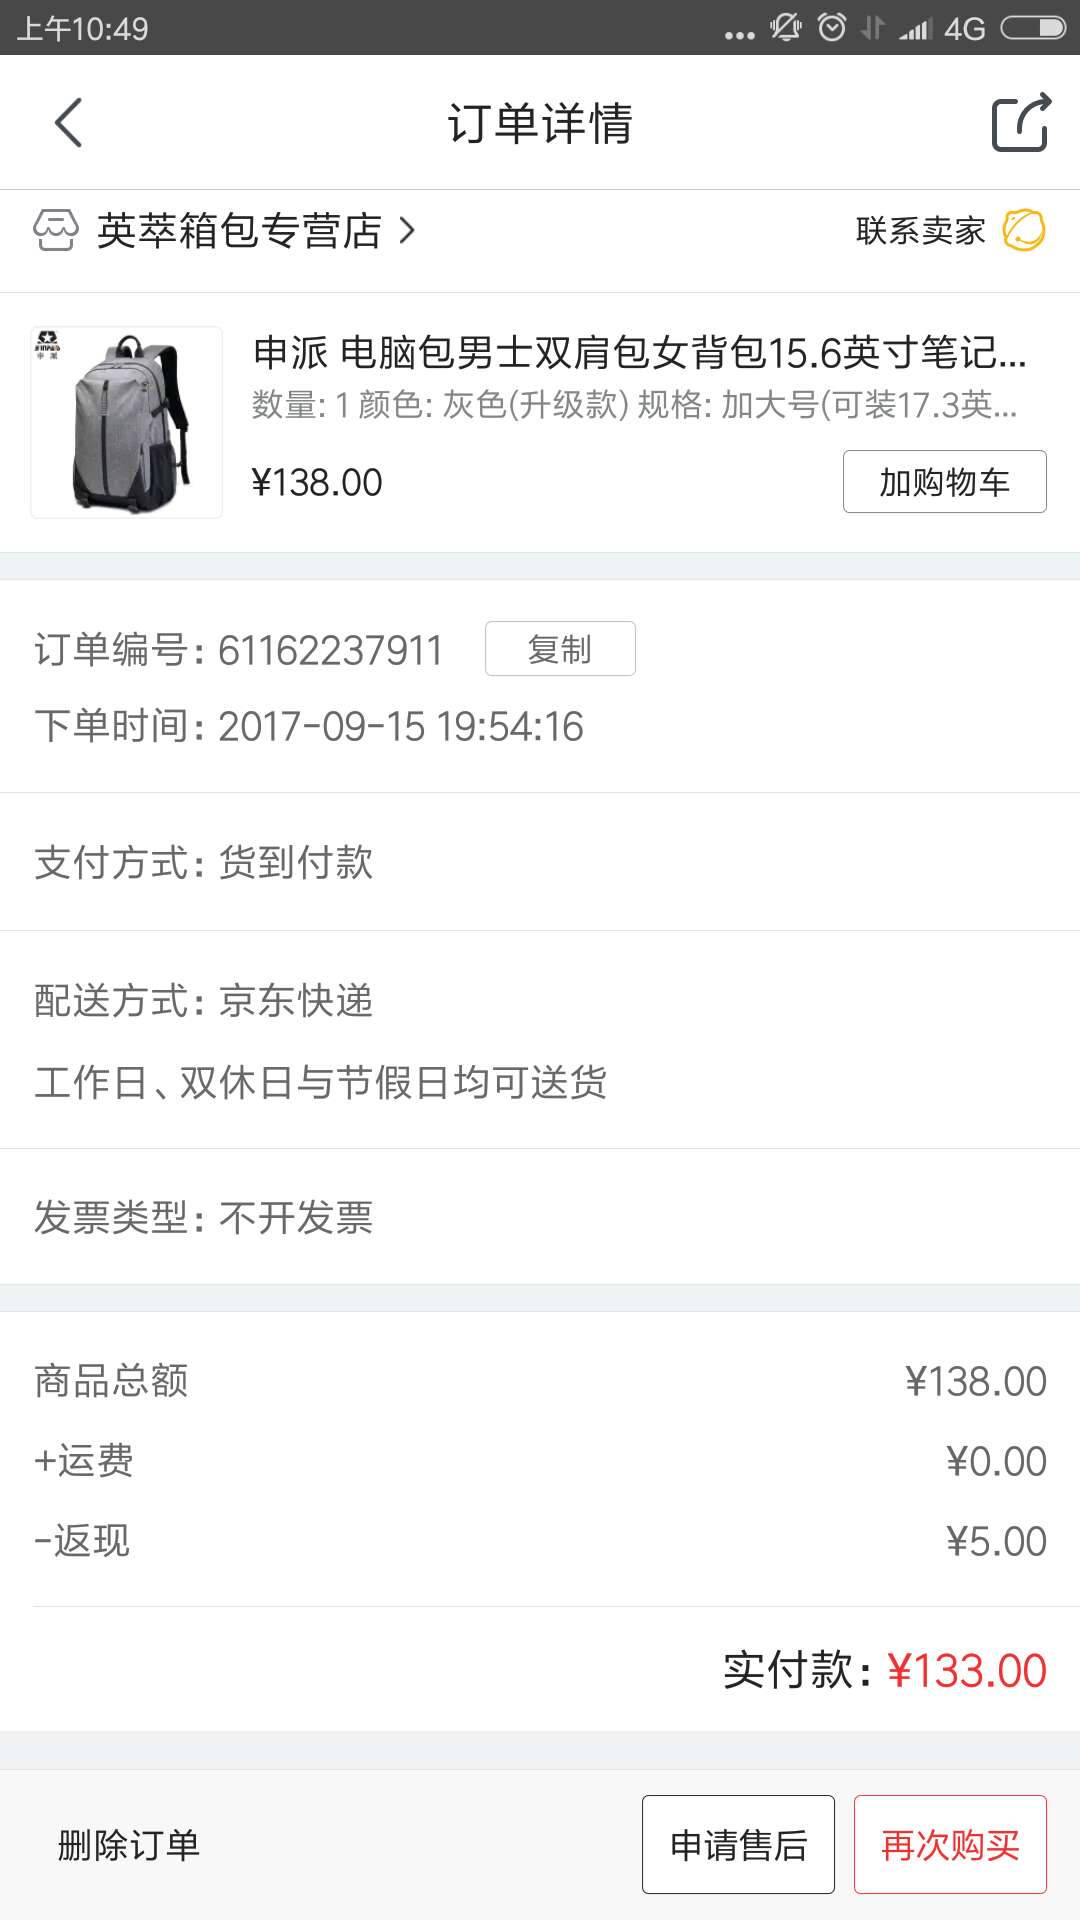 上午10:49
4G
订单详情
英萃箱包专营店
联系卖家
申派
申派 电脑包男士双肩包女背包15.6英寸笔记...
数量: 1 颜色: 灰色(升级款) 规格: 加大号(可装17.3英...
¥138.00
加购物车
订单编号: 61162237911
复制
下单时间: 2017-09-15 19:54:16
支付方式: 货到付款
配送方式: 京东快递
工作日、双休日与节假日均可送货
发票类型: 不开发票
商品总额
¥138.00
+运费
¥0.00
-返现
¥5.00
实付款: ¥133.00
删除订单
申请售后
再次购买